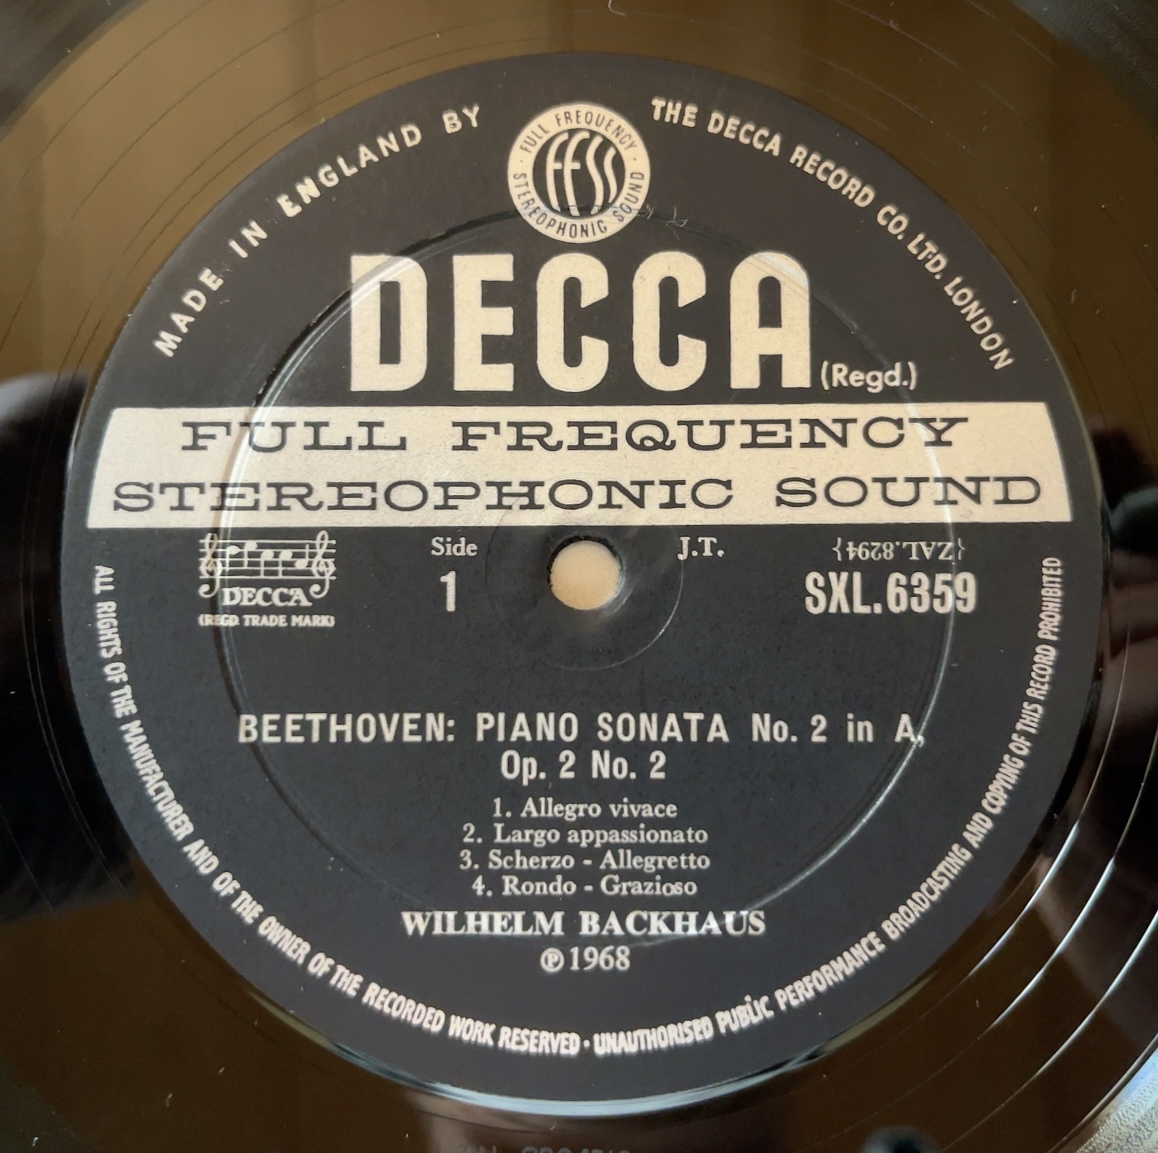 MADE IN ENGLAND BY
THE DECCA RECORD CO. LTD. LONDON
· FULL FREQUENCY ·
FFSS
STEREOPHONIC SOUND
DECCA (Regd.)
FULL FREQUENCY
STEREOPHONIC SOUND
DECCA
(REGD. TRADE MARK)
Side
1
J.T.
{ZAL.8294}
SXL.6359
BEETHOVEN: PIANO SONATA No. 2 in A,
Op. 2 No. 2
1. Allegro vivace
2. Largo appassionato
3. Scherzo - Allegretto
4. Rondo - Grazioso
WILHELM BACKHAUS
℗ 1968
ALL RIGHTS OF THE MANUFACTURER AND OF THE OWNER OF THE RECORDED WORK RESERVED · UNAUTHORISED PUBLIC PERFORMANCE BROADCASTING AND COPYING OF THIS RECORD PROHIBITED